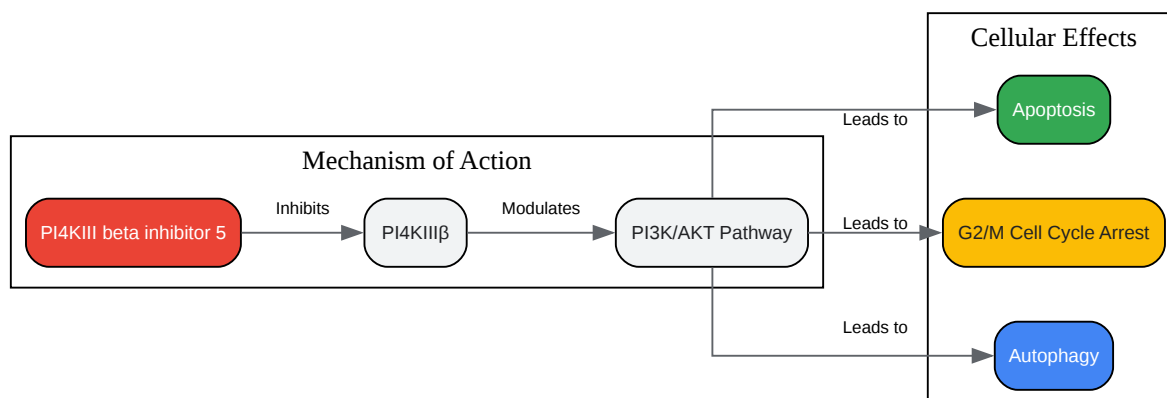 Cellular Effects
Apoptosis
Leads to
Mechanism of Action
Inhibits
Modulates
PI4KIII beta inhibitor 5
PI4KIIIβ
PI3K/AKT Pathway
Leads to
G2/M Cell Cycle Arrest
Leads to
Autophagy